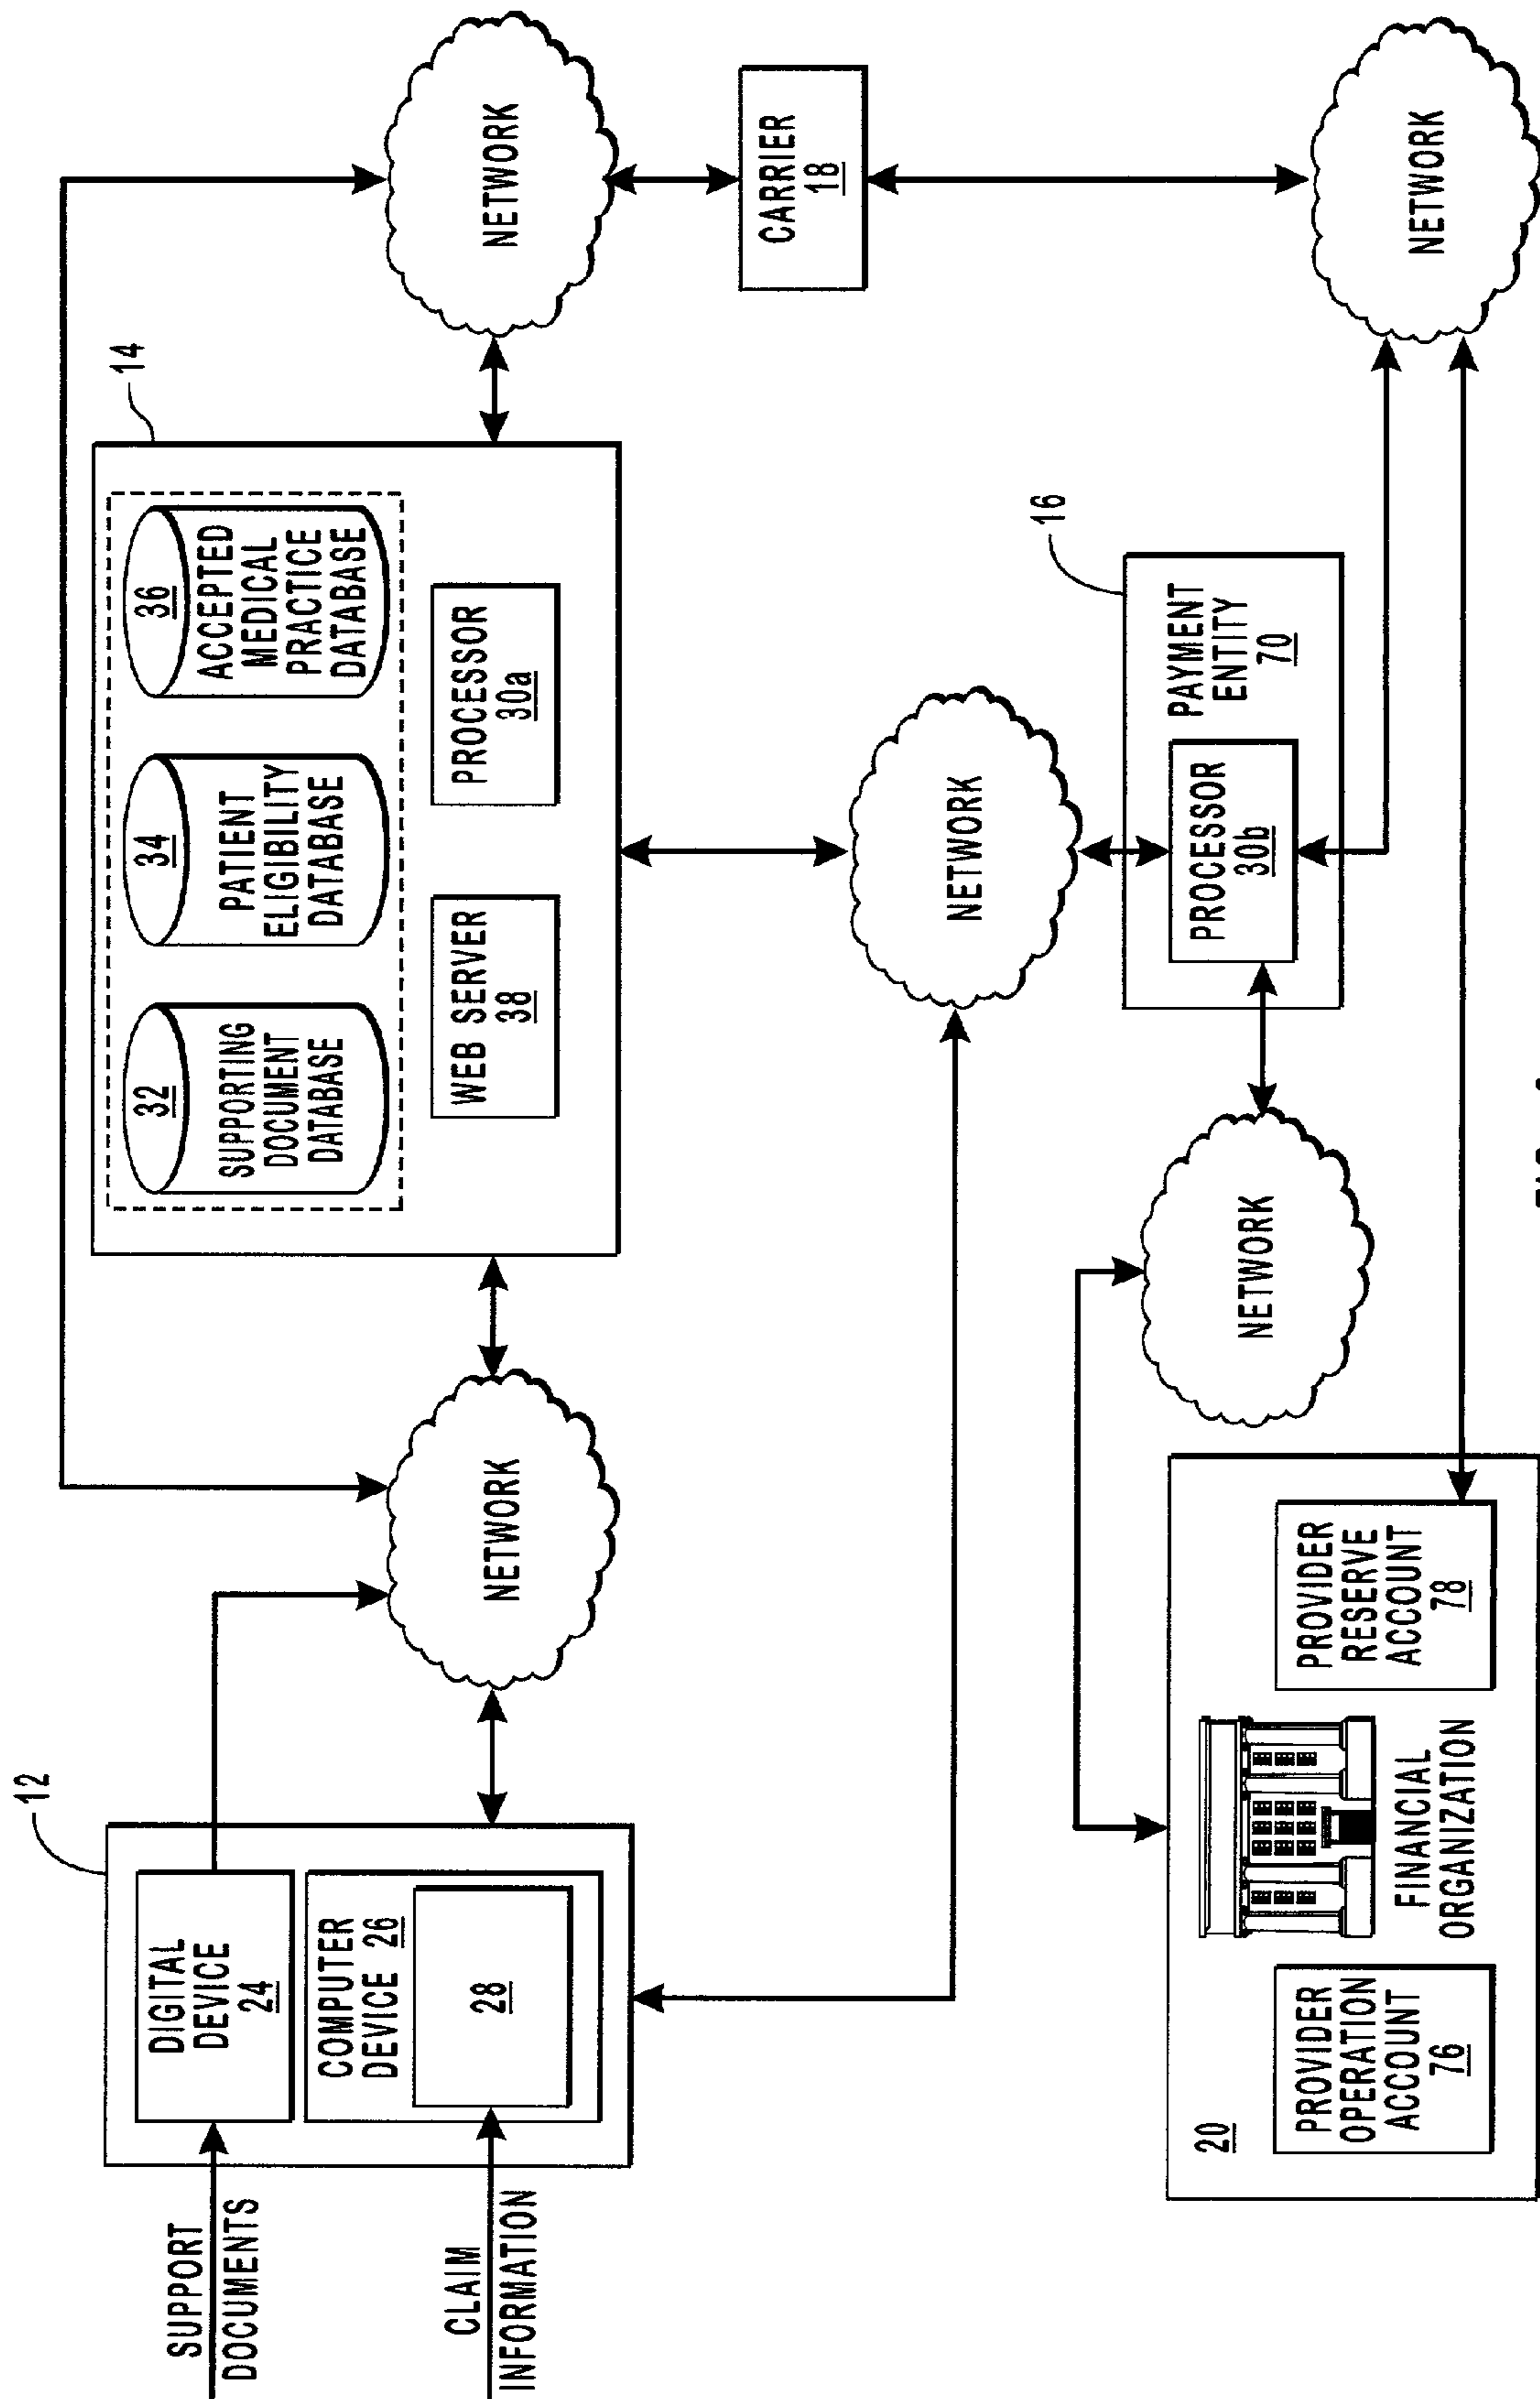 SUPPORT
DOCUMENTS
CLAIM
INFORMATION
12
DIGITAL
DEVICE
24
COMPUTER
DEVICE 26
28
NETWORK
14
32
SUPPORTING
DOCUMENT
DATABASE
34
PATIENT
ELIGIBILITY
DATABASE
36
ACCEPTED
MEDICAL
PRACTICE
DATABASE
WEB SERVER
38
PROCESSOR
30a
NETWORK
CARRIER
18
NETWORK
NETWORK
16
PAYMENT
ENTITY
70
PROCESSOR
30b
NETWORK
20
PROVIDER
OPERATION
ACCOUNT
76
FINANCIAL
ORGANIZATION
PROVIDER
RESERVE
ACCOUNT
78